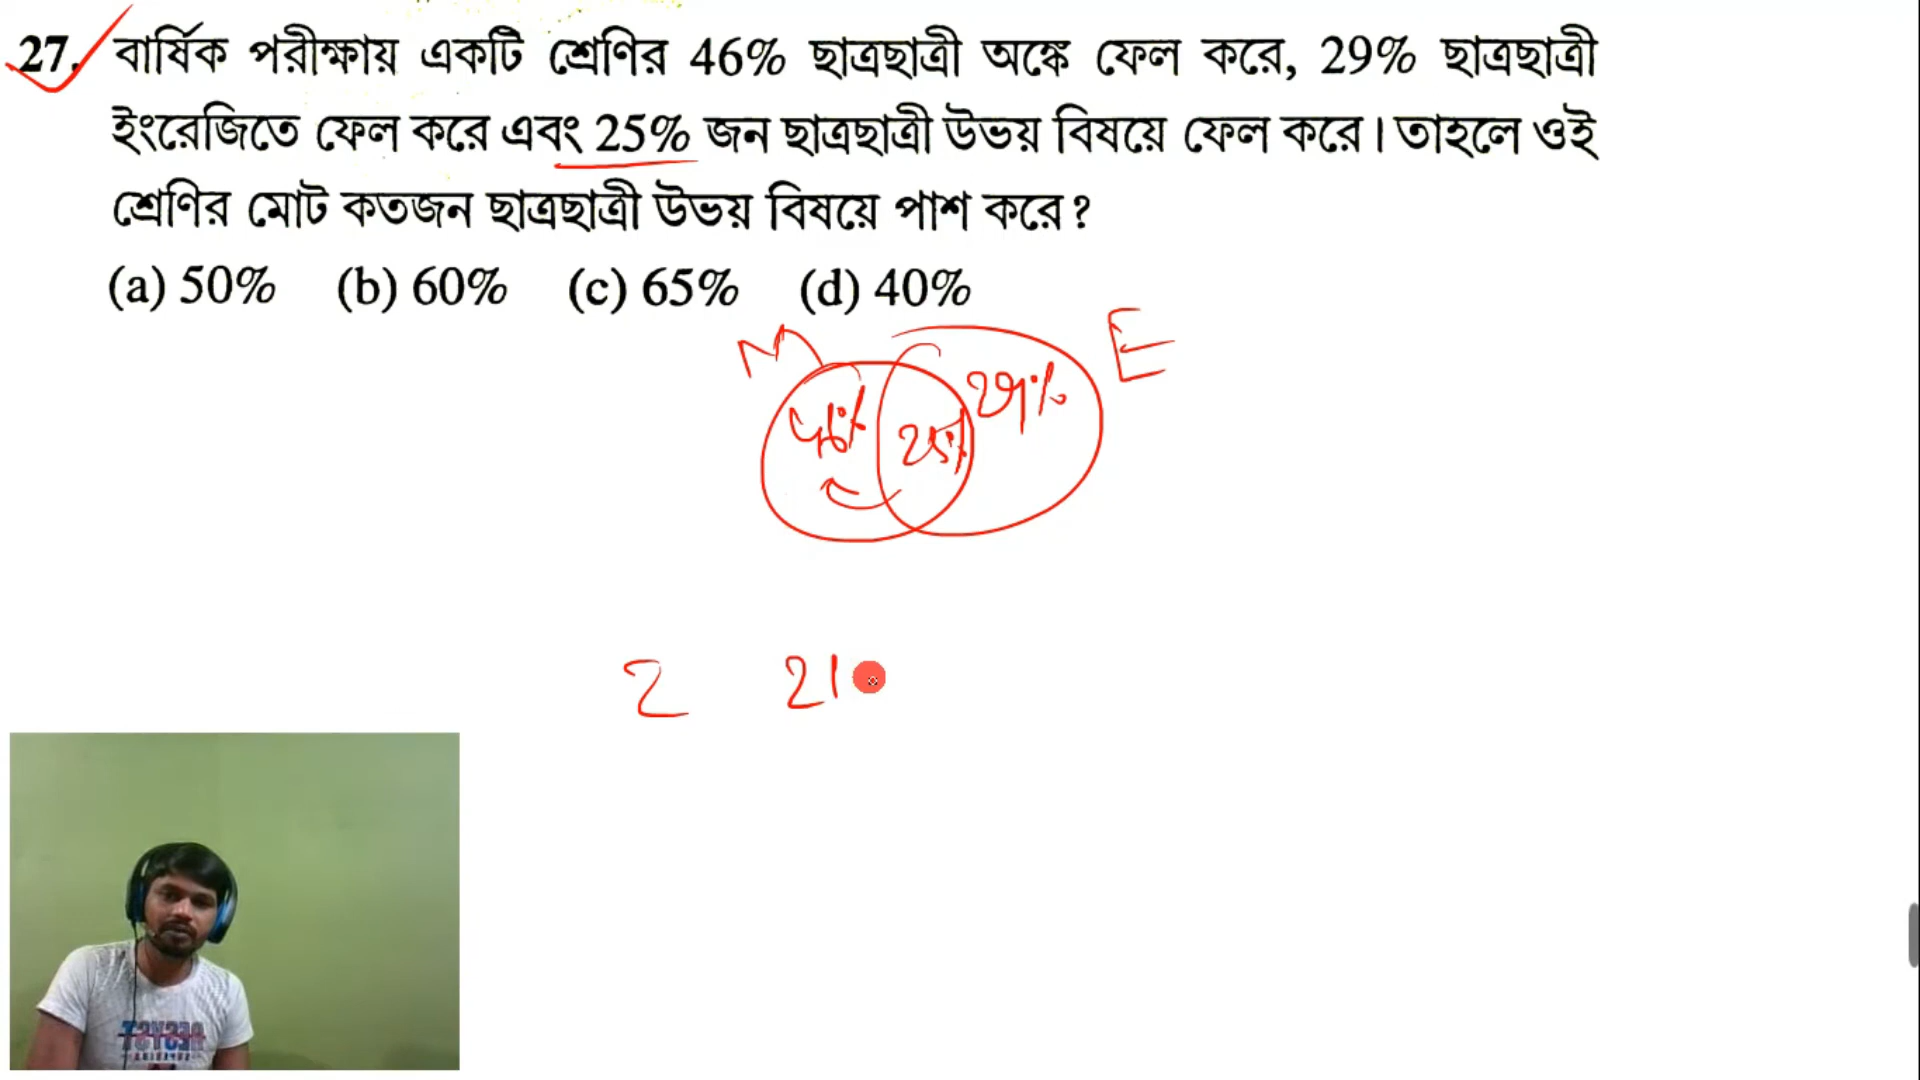 27. বার্ষিক পরীক্ষায় একটি শ্রেণির 46% ছাত্রছাত্রী অঙ্কে ফেল করে, 29% ছাত্রছাত্রী
ইংরেজিতে ফেল করে এবং 25% জন ছাত্রছাত্রী উভয় বিষয়ে ফেল করে। তাহলে ওই
শ্রেণির মোট কতজন ছাত্রছাত্রী উভয় বিষয়ে পাশ করে?
(a) 50% (b) 60% (c) 65% (d) 40%
M E
46% 25% 29%
2 21